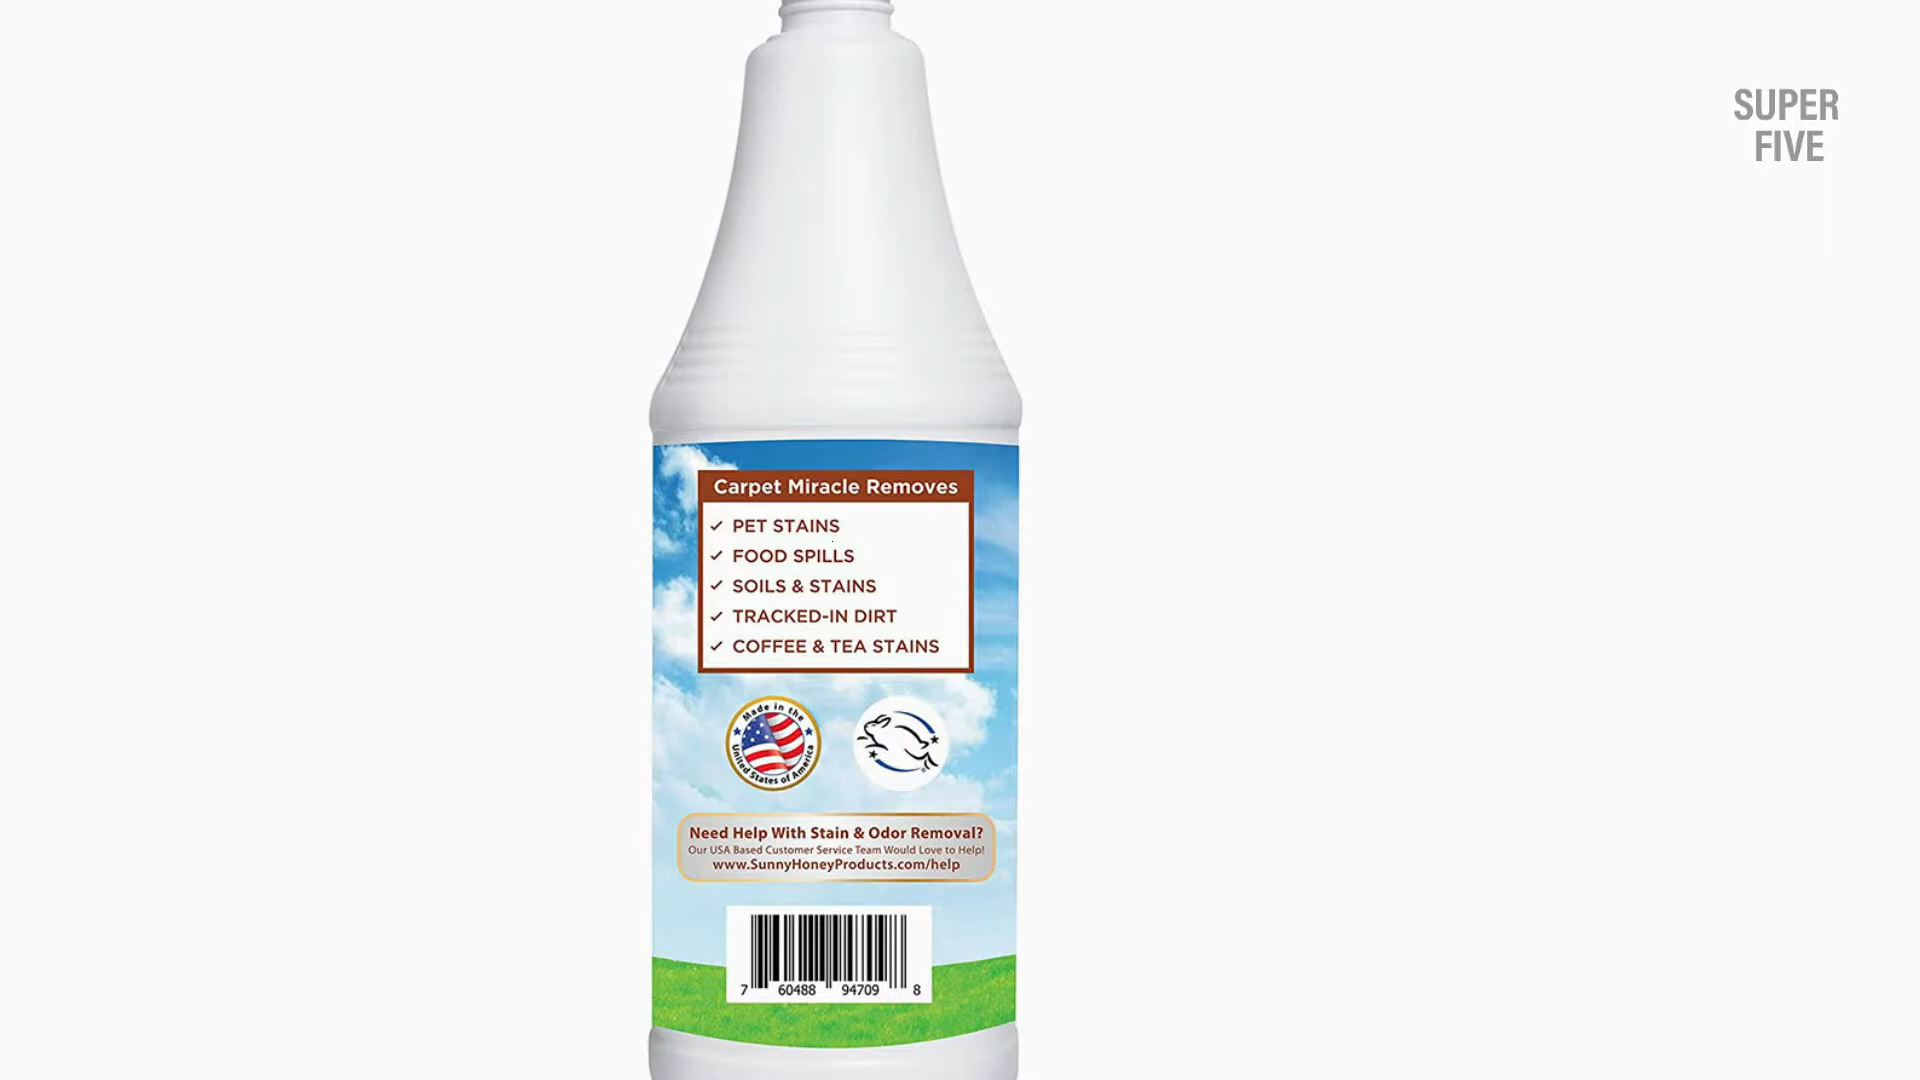 SUPER
FIVE
Carpet Miracle Removes
✓ PET STAINS
✓ FOOD SPILLS
✓ SOILS & STAINS
✓ TRACKED-IN DIRT
✓ COFFEE & TEA STAINS
Made in the
United States of America
Need Help With Stain & Odor Removal?
Our USA Based Customer Service Team Would Love to Help!
www.SunnyHoneyProducts.com/help
7 60488 94709 8